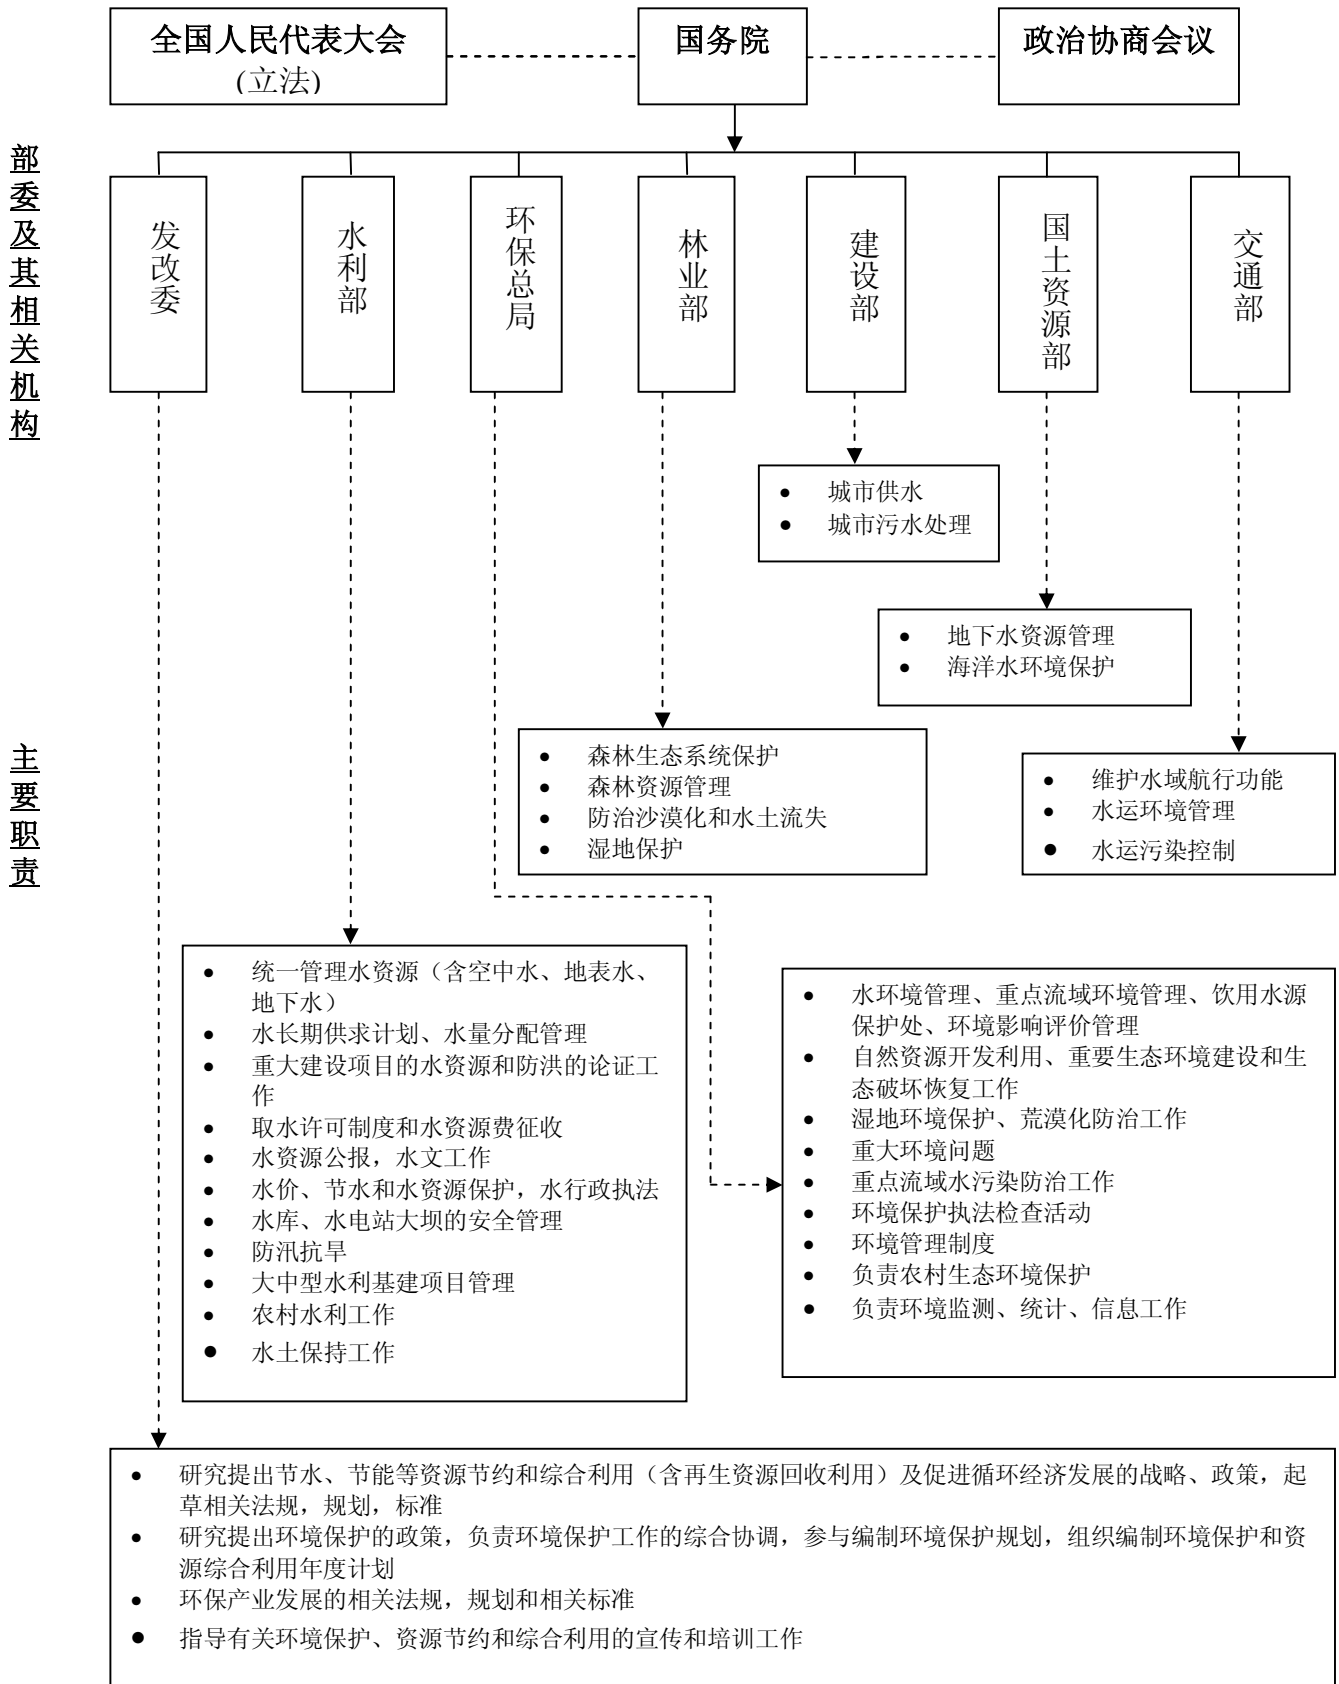 全国人民代表大会
(立法)
国务院
政治协商会议
部委及其相关机构
发改委
水利部
环保总局
林业部
建设部
国土资源部
交通部
• 城市供水
• 城市污水处理
• 地下水资源管理
• 海洋水环境保护
主要职责
• 森林生态系统保护
• 森林资源管理
• 防治沙漠化和水土流失
• 湿地保护
• 维护水域航行功能
• 水运环境管理
• 水运污染控制
• 统一管理水资源（含空中水、地表水、
地下水）
• 水长期供求计划、水量分配管理
• 重大建设项目的水资源和防洪的论证工
作
• 取水许可制度和水资源费征收
• 水资源公报，水文工作
• 水价、节水和水资源保护，水行政执法
• 水库、水电站大坝的安全管理
• 防汛抗旱
• 大中型水利基建项目管理
• 农村水利工作
• 水土保持工作
• 水环境管理、重点流域环境管理、饮用水源
保护处、环境影响评价管理
• 自然资源开发利用、重要生态环境建设和生
态破坏恢复工作
• 湿地环境保护、荒漠化防治工作
• 重大环境问题
• 重点流域水污染防治工作
• 环境保护执法检查活动
• 环境管理制度
• 负责农村生态环境保护
• 负责环境监测、统计、信息工作
• 研究提出节水、节能等资源节约和综合利用（含再生资源回收利用）及促进循环经济发展的战略、政策，起
草相关法规，规划，标准
• 研究提出环境保护的政策，负责环境保护工作的综合协调，参与编制环境保护规划，组织编制环境保护和资
源综合利用年度计划
• 环保产业发展的相关法规，规划和相关标准
• 指导有关环境保护、资源节约和综合利用的宣传和培训工作